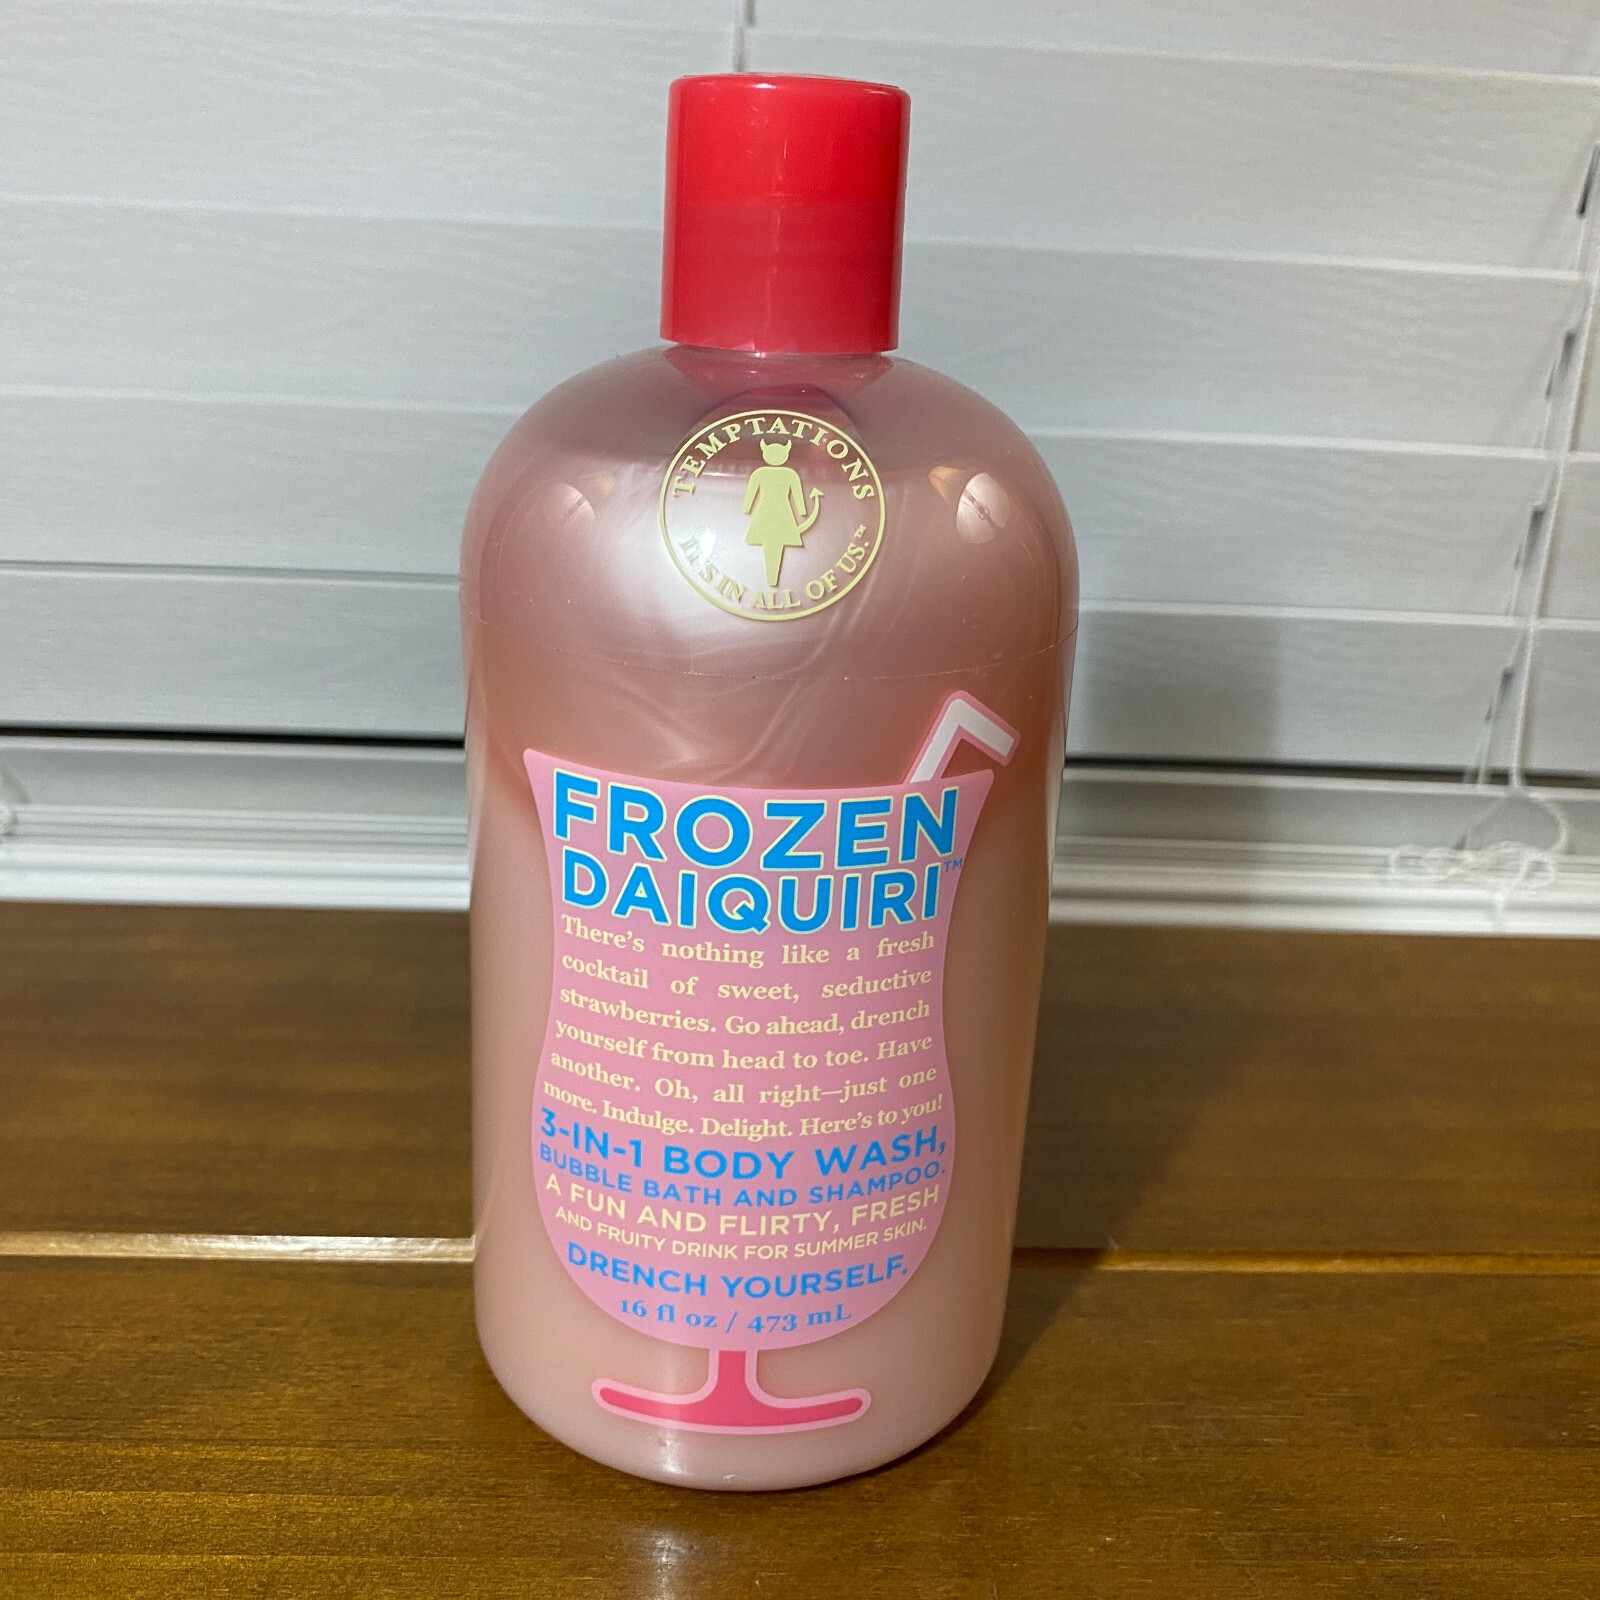 TEMPTATIONS
IT'S IN ALL OF US.™
FROZEN
DAIQUIRI™
There's nothing like a fresh
cocktail of sweet, seductive
strawberries. Go ahead, drench
yourself from head to toe. Have
another. Oh, all right—just one
more. Indulge. Delight. Here's to you!
3-IN-1 BODY WASH,
BUBBLE BATH AND SHAMPOO.
A FUN AND FLIRTY, FRESH
AND FRUITY DRINK FOR SUMMER SKIN.
DRENCH YOURSELF.
16 fl oz / 473 mL